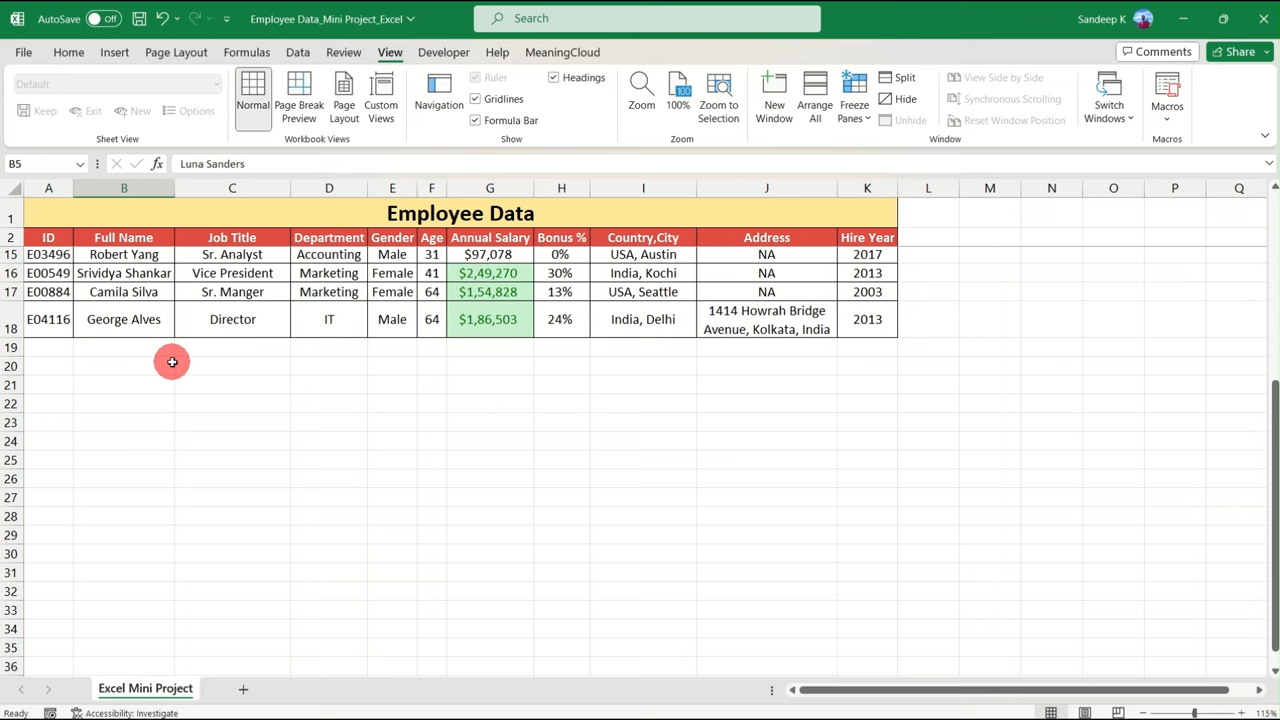 AutoSave Off Employee Data_Mini Project_Excel Search Sandeep K
File Home Insert Page Layout Formulas Data Review View Developer Help MeaningCloud Comments Share
Default
Keep Exit New Options
Sheet View
Normal Page Break Preview Page Layout Custom Views
Workbook Views
Navigation
Ruler Headings
Gridlines
Formula Bar
Show
Zoom 100% Zoom to Selection
Zoom
New Window Arrange All Freeze Panes
Split View Side by Side
Hide Synchronous Scrolling
Unhide Reset Window Position
Switch Windows
Window
Macros
Macros
B5 fx Luna Sanders
A B C D E F G H I J K L M N O P Q
1 Employee Data
2 ID Full Name Job Title Department Gender Age Annual Salary Bonus % Country,City Address Hire Year
15 E03496 Robert Yang Sr. Analyst Accounting Male 31 $97,078 0% USA, Austin NA 2017
16 E00549 Srividya Shankar Vice President Marketing Female 41 $2,49,270 30% India, Kochi NA 2013
17 E00884 Camila Silva Sr. Manger Marketing Female 64 $1,54,828 13% USA, Seattle NA 2003
18 E04116 George Alves Director IT Male 64 $1,86,503 24% India, Delhi 1414 Howrah Bridge Avenue, Kolkata, India 2013
19
20
21
22
23
24
25
26
27
28
29
30
31
32
33
34
35
36
Excel Mini Project
Ready Accessibility: Investigate 115%